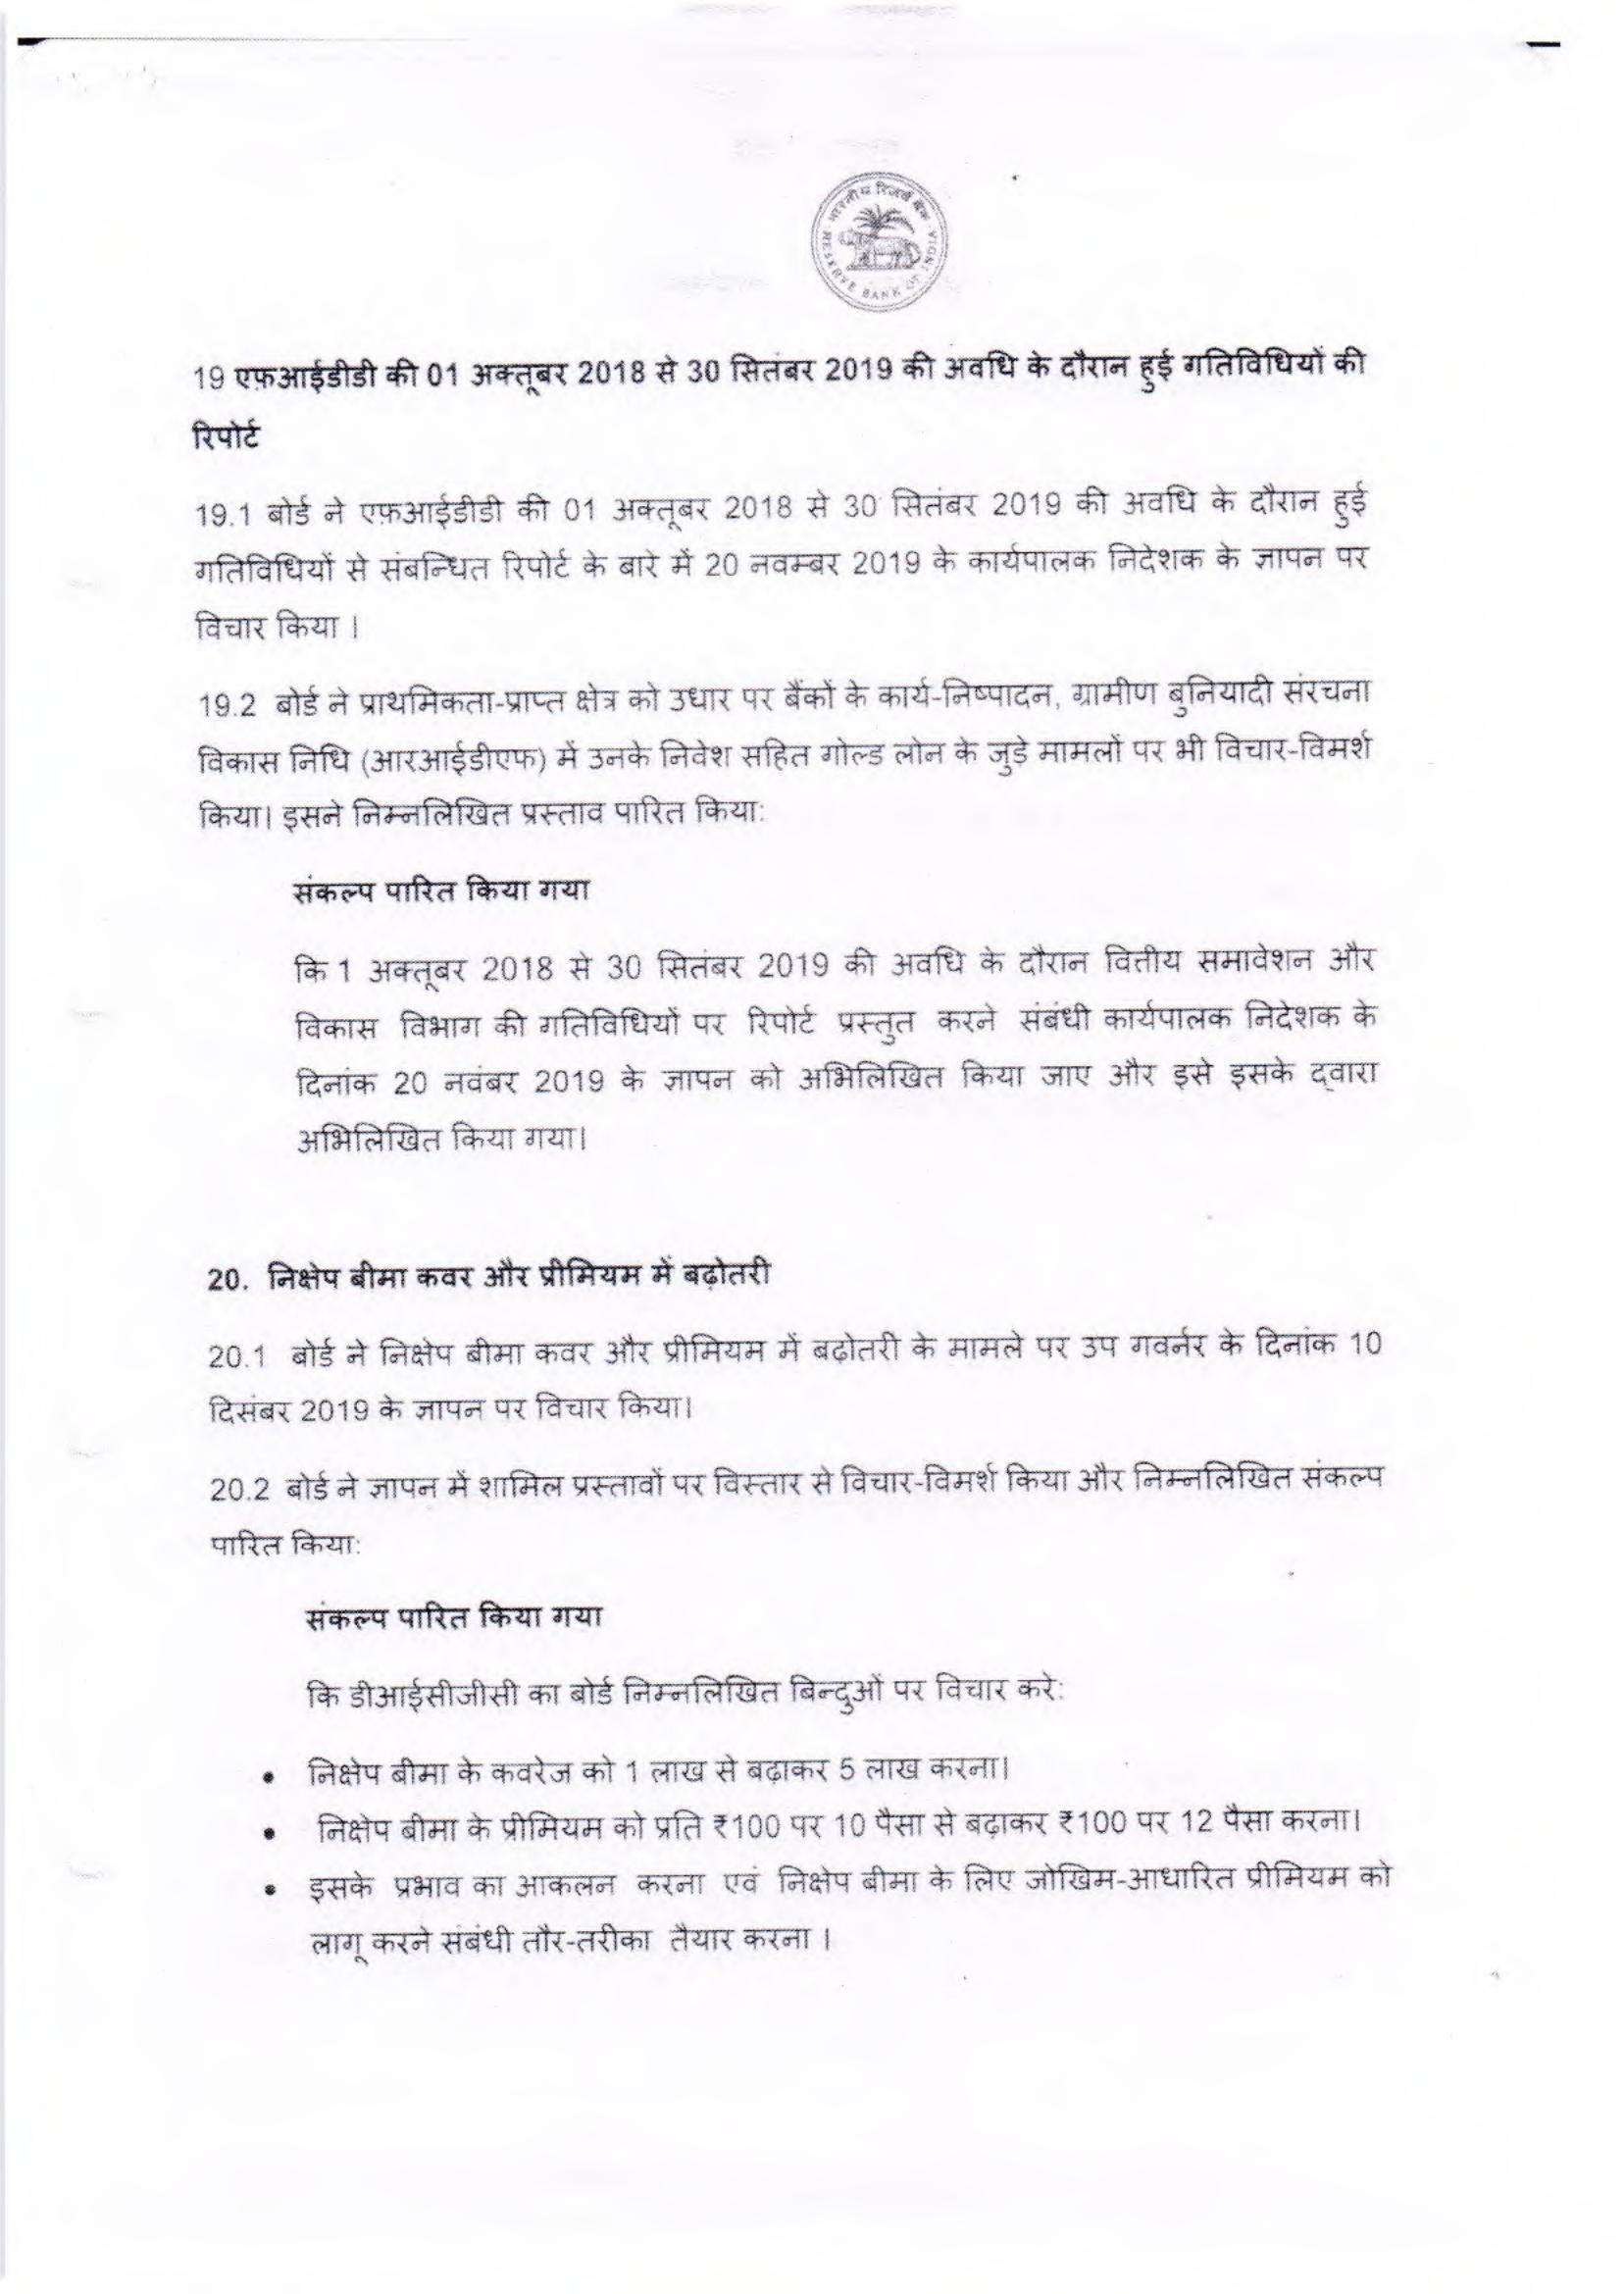 भारतीय रिज़र्व बैंक
RESERVE BANK OF INDIA
19 एफ़आईडीडी की 01 अक्तूबर 2018 से 30 सितंबर 2019 की अवधि के दौरान हुई गतिविधियों की
रिपोर्ट
19.1 बोर्ड ने एफ़आईडीडी की 01 अक्तूबर 2018 से 30 सितंबर 2019 की अवधि के दौरान हुई
गतिविधियों से संबन्धित रिपोर्ट के बारे में 20 नवम्बर 2019 के कार्यपालक निदेशक के ज्ञापन पर
विचार किया ।
19.2 बोर्ड ने प्राथमिकता-प्राप्त क्षेत्र को उधार पर बैंकों के कार्य-निष्पादन, ग्रामीण बुनियादी संरचना
विकास निधि (आरआईडीएफ) में उनके निवेश सहित गोल्ड लोन के जुड़े मामलों पर भी विचार-विमर्श
किया। इसने निम्नलिखित प्रस्ताव पारित किया:
संकल्प पारित किया गया
कि 1 अक्तूबर 2018 से 30 सितंबर 2019 की अवधि के दौरान वित्तीय समावेशन और
विकास विभाग की गतिविधियों पर रिपोर्ट प्रस्तुत करने संबंधी कार्यपालक निदेशक के
दिनांक 20 नवंबर 2019 के ज्ञापन को अभिलिखित किया जाए और इसे इसके द्वारा
अभिलिखित किया गया।
20. निक्षेप बीमा कवर और प्रीमियम में बढ़ोतरी
20.1 बोर्ड ने निक्षेप बीमा कवर और प्रीमियम में बढ़ोतरी के मामले पर उप गवर्नर के दिनांक 10
दिसंबर 2019 के ज्ञापन पर विचार किया।
20.2 बोर्ड ने ज्ञापन में शामिल प्रस्तावों पर विस्तार से विचार-विमर्श किया और निम्नलिखित संकल्प
पारित किया:
संकल्प पारित किया गया
कि डीआईसीजीसी का बोर्ड निम्नलिखित बिन्दुओं पर विचार करे:
• निक्षेप बीमा के कवरेज को 1 लाख से बढ़ाकर 5 लाख करना।
• निक्षेप बीमा के प्रीमियम को प्रति ₹100 पर 10 पैसा से बढ़ाकर ₹100 पर 12 पैसा करना।
• इसके प्रभाव का आकलन करना एवं निक्षेप बीमा के लिए जोखिम-आधारित प्रीमियम को
लागू करने संबंधी तौर-तरीका तैयार करना ।